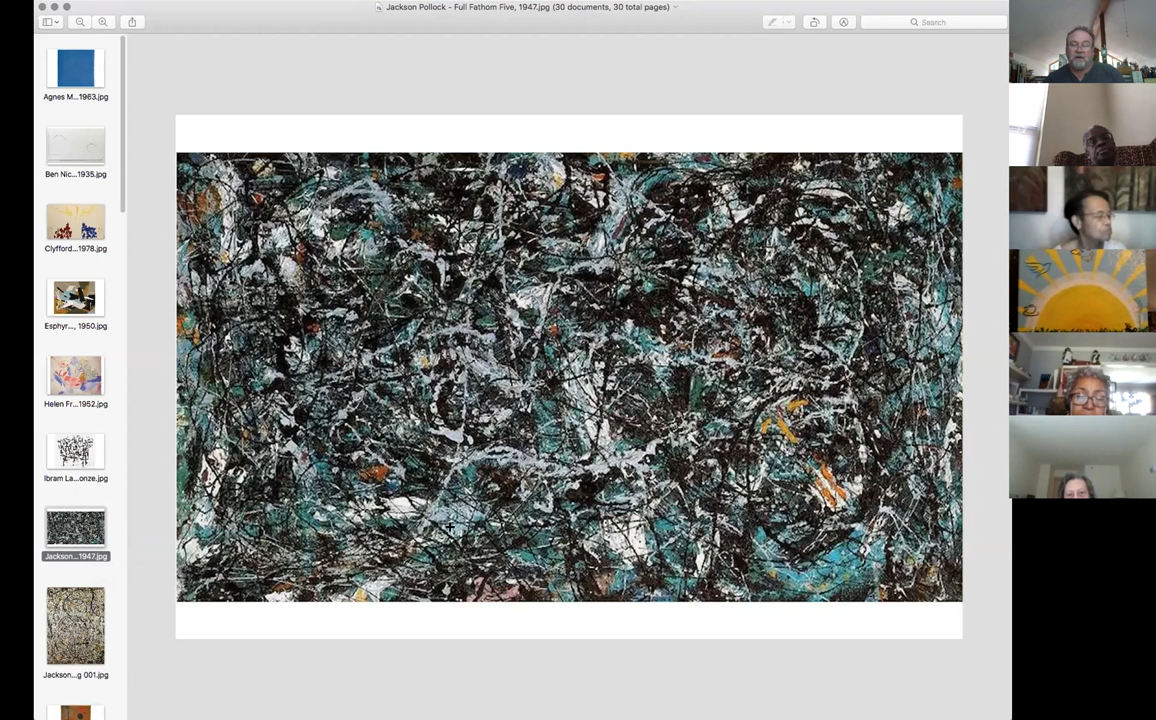 Jackson Pollock - Full Fathom Five, 1947.jpg (30 documents, 30 total pages)
Search
Agnes M...1963.jpg
Ben Nic...1935.jpg
Clyfford...1978.jpg
Esphyr..., 1950.jpg
Helen Fr...1952.jpg
Ibram La...onze.jpg
Jackson...1947.jpg
Jackson...g 001.jpg